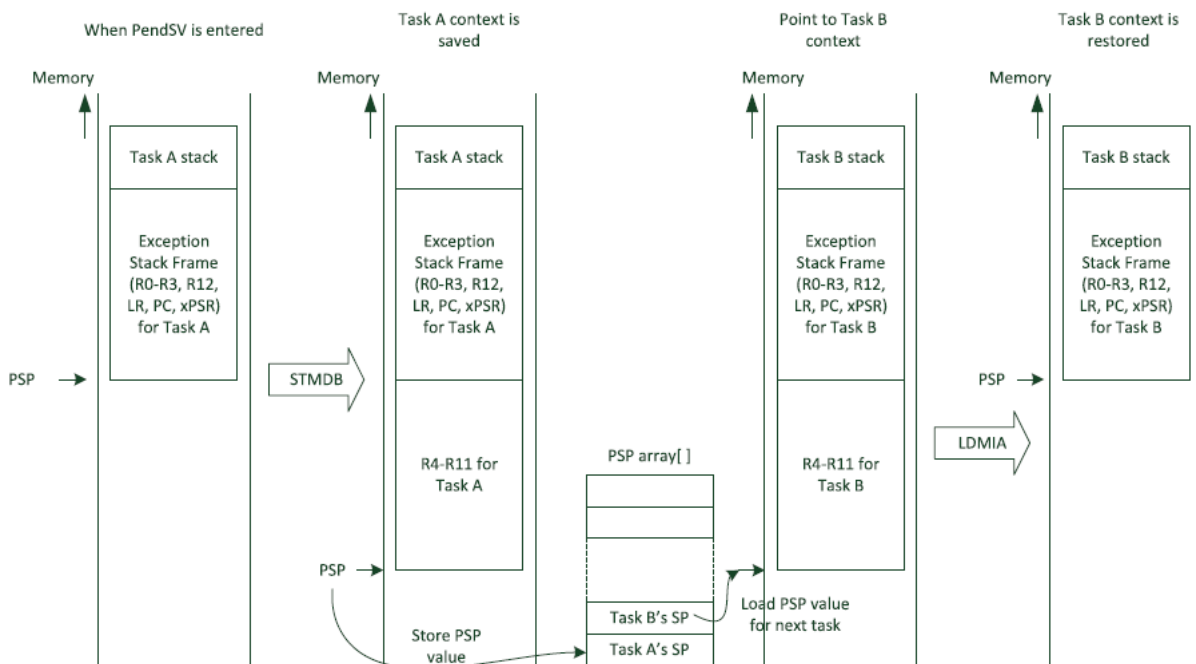 When PendSV is entered
Task A context is
saved
Point to Task B
context
Task B context is
restored
Memory
Memory
Memory
Memory
Task A stack
Task A stack
Task B stack
Task B stack
Exception
Stack Frame
(R0-R3, R12,
LR, PC, xPSR)
for Task A
Exception
Stack Frame
(R0-R3, R12,
LR, PC, xPSR)
for Task A
Exception
Stack Frame
(R0-R3, R12,
LR, PC, xPSR)
for Task B
Exception
Stack Frame
(R0-R3, R12,
LR, PC, xPSR)
for Task B
PSP
STMDB
PSP
LDMIA
R4-R11 for
Task A
PSP array[ ]
R4-R11 for
Task B
PSP
Task B's SP
Load PSP value
for next task
Store PSP
value
Task A's SP